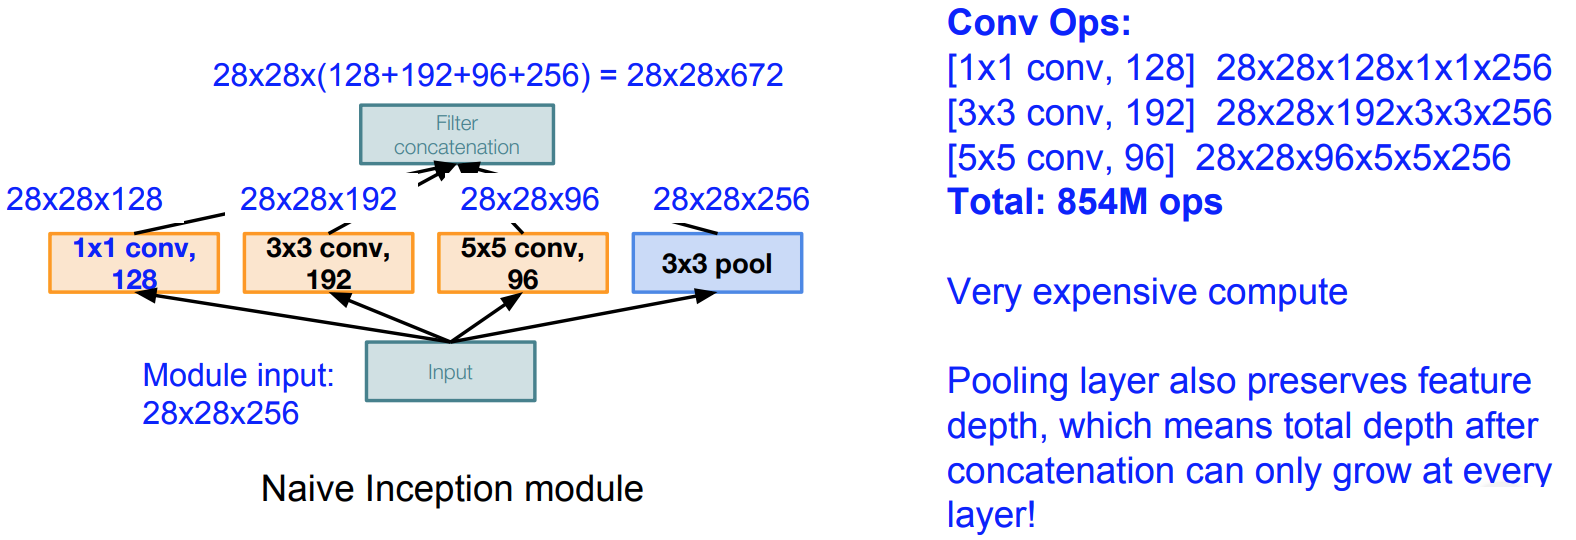 28x28x(128+192+96+256) = 28x28x672
Filter
concatenation
28x28x128
28x28x192
28x28x96
28x28x256
1x1 conv,
128
3x3 conv,
192
5x5 conv,
96
3x3 pool
Module input:
28x28x256
Input
Naive Inception module
Conv Ops:
[1x1 conv, 128] 28x28x128x1x1x256
[3x3 conv, 192] 28x28x192x3x3x256
[5x5 conv, 96] 28x28x96x5x5x256
Total: 854M ops
Very expensive compute
Pooling layer also preserves feature
depth, which means total depth after
concatenation can only grow at every
layer!